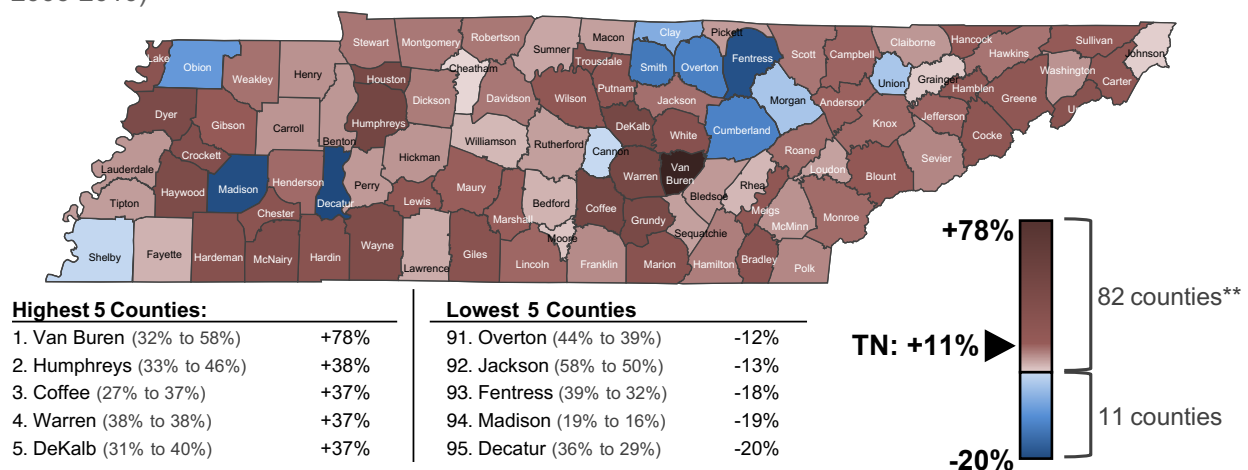 Stewart Montgomery Robertson Sumner Macon Clay Pickett Scott Campbell Claiborne Hancock Hawkins Sullivan Johnson
Lake Obion Weakley Henry Houston Cheatham Trousdale Smith Overton Fentress Morgan Union Grainger Hamblen Washington Carter
Dyer Gibson Carroll Benton Humphreys Dickson Davidson Wilson Putnam Jackson Cumberland Anderson Knox Jefferson Greene Cocke
Lauderdale Crockett Haywood Madison Henderson Decatur Perry Hickman Williamson Rutherford Cannon DeKalb White Warren Van Buren Bledsoe Rhea Roane Loudon Blount Sevier
Tipton Chester Lewis Maury Marshall Bedford Coffee Grundy Sequatchie Meigs McMinn Monroe
Shelby Fayette Hardeman McNairy Hardin Wayne Lawrence Giles Lincoln Moore Franklin Marion Hamilton Bradley Polk
Highest 5 Counties:
1. Van Buren (32% to 58%) +78%
2. Humphreys (33% to 46%) +38%
3. Coffee (27% to 37%) +37%
4. Warren (38% to 38%) +37%
5. DeKalb (31% to 40%) +37%
Lowest 5 Counties
91. Overton (44% to 39%) -12%
92. Jackson (58% to 50%) -13%
93. Fentress (39% to 32%) -18%
94. Madison (19% to 16%) -19%
95. Decatur (36% to 29%) -20%
+78%
82 counties**
TN: +11%
11 counties
-20%